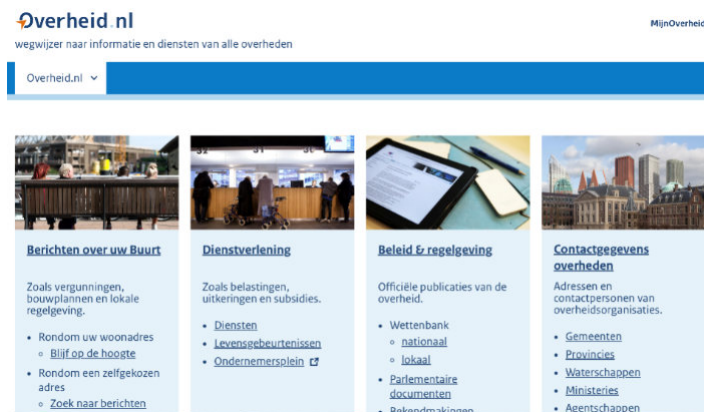 Overheid.nl
MijnOverheid
wegwijzer naar informatie en diensten van alle overheden
Overheid.nl
Berichten over uw Buurt
Zoals vergunningen,
bouwplannen en lokale
regelgeving.
• Rondom uw woonadres
◦ Blijf op de hoogte
• Rondom een zelfgekozen
adres
◦ Zoek naar berichten
Dienstverlening
Zoals belastingen,
uitkeringen en subsidies.
• Diensten
• Levensgebeurtenissen
• Ondernemersplein
Beleid & regelgeving
Officiële publicaties van de
overheid.
• Wettenbank
◦ nationaal
◦ lokaal
• Parlementaire
documenten
• Bekendmakingen
Contactgegevens
overheden
Adressen en
contactpersonen van
overheidsorganisaties.
• Gemeenten
• Provincies
• Waterschappen
• Ministeries
• Agentschappen